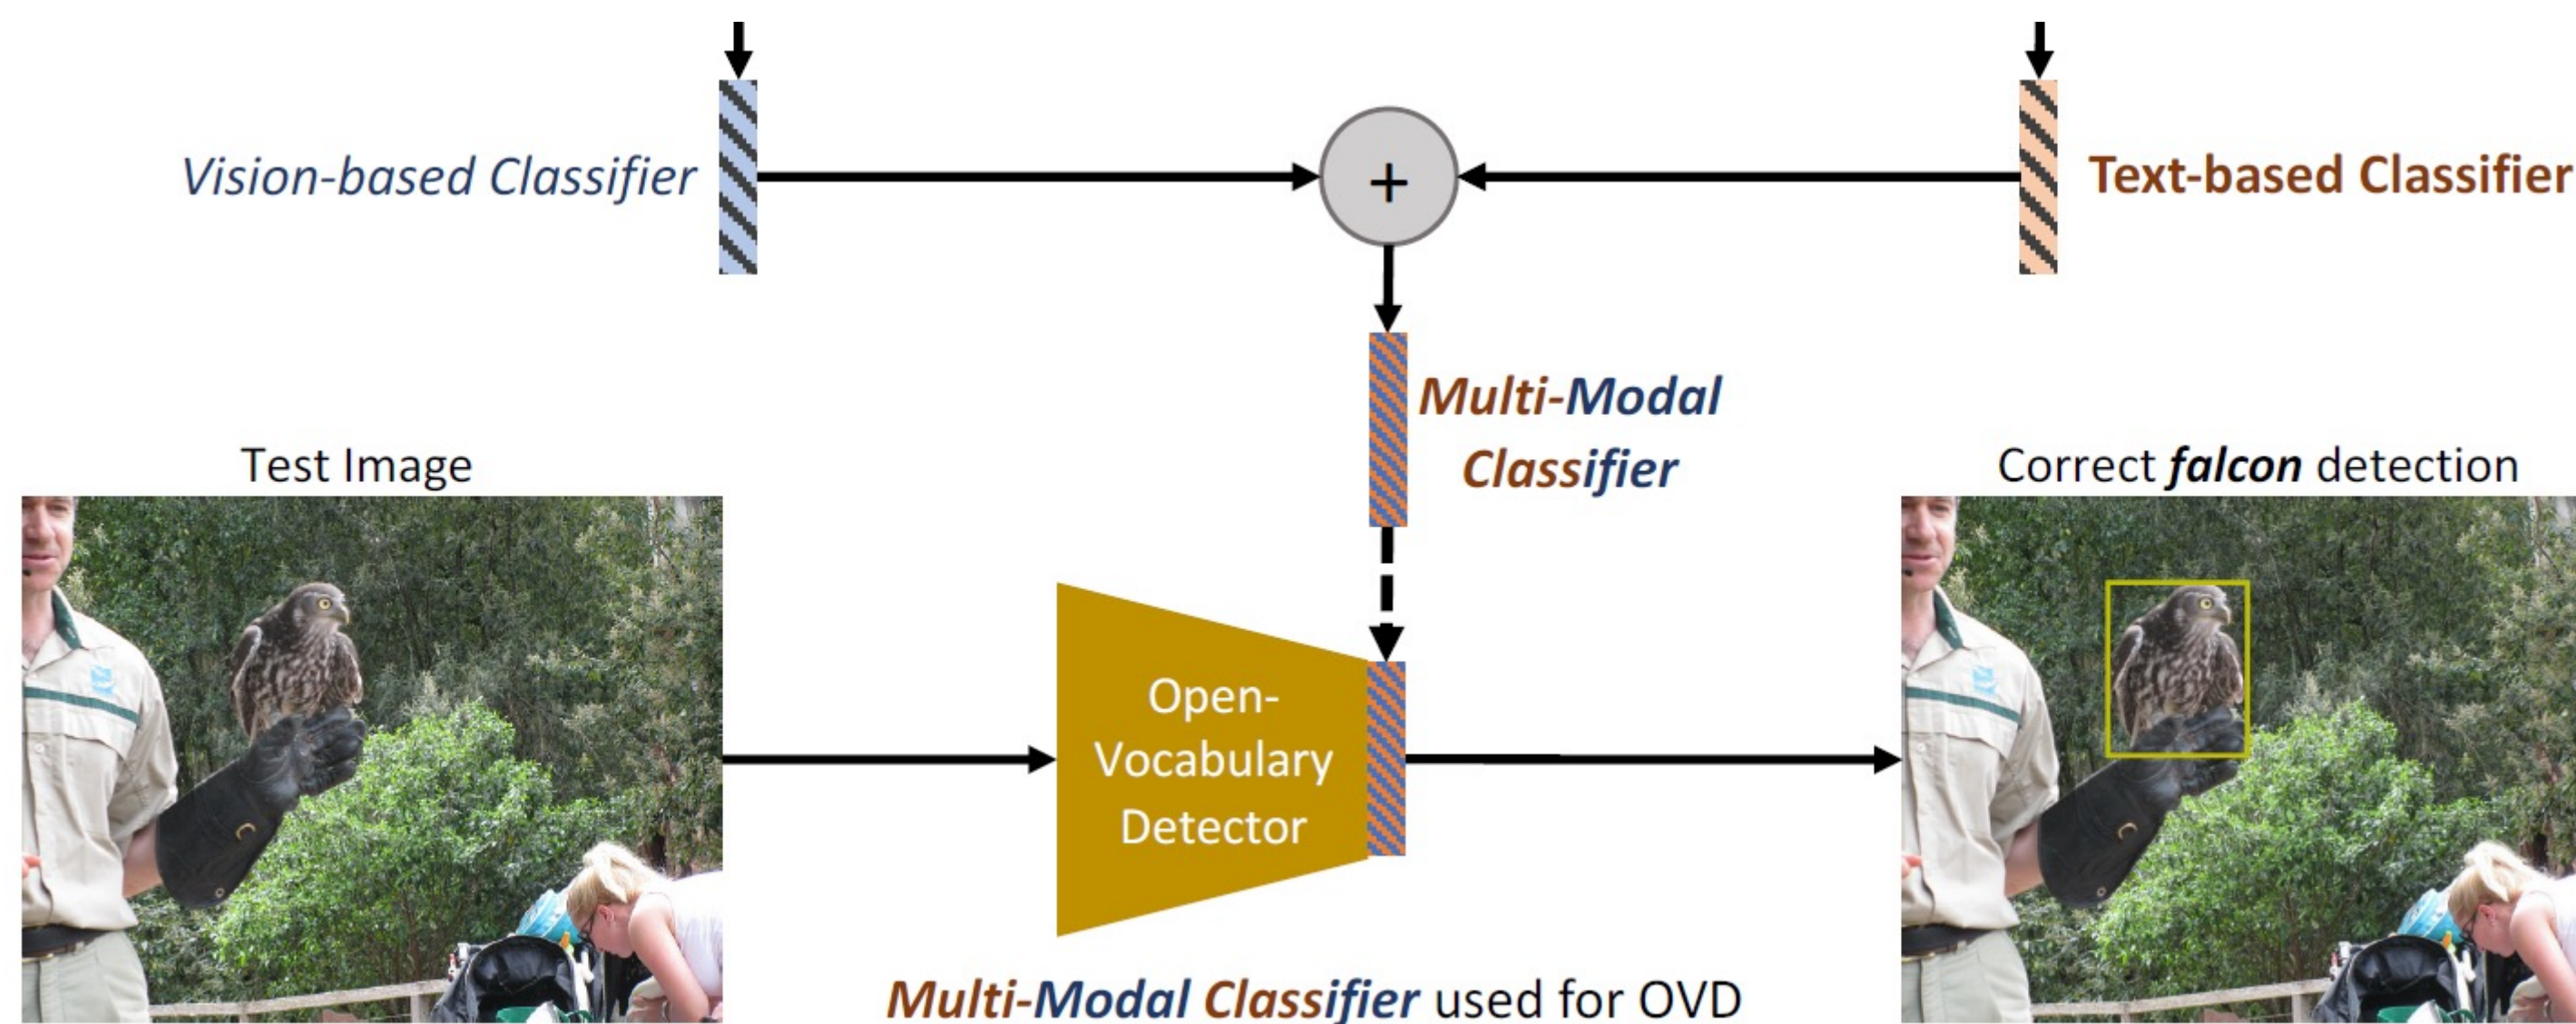 Vision-based Classifier
+
Text-based Classifier
Multi-Modal
Classifier
Test Image
Correct falcon detection
Open-
Vocabulary
Detector
Multi-Modal Classifier used for OVD